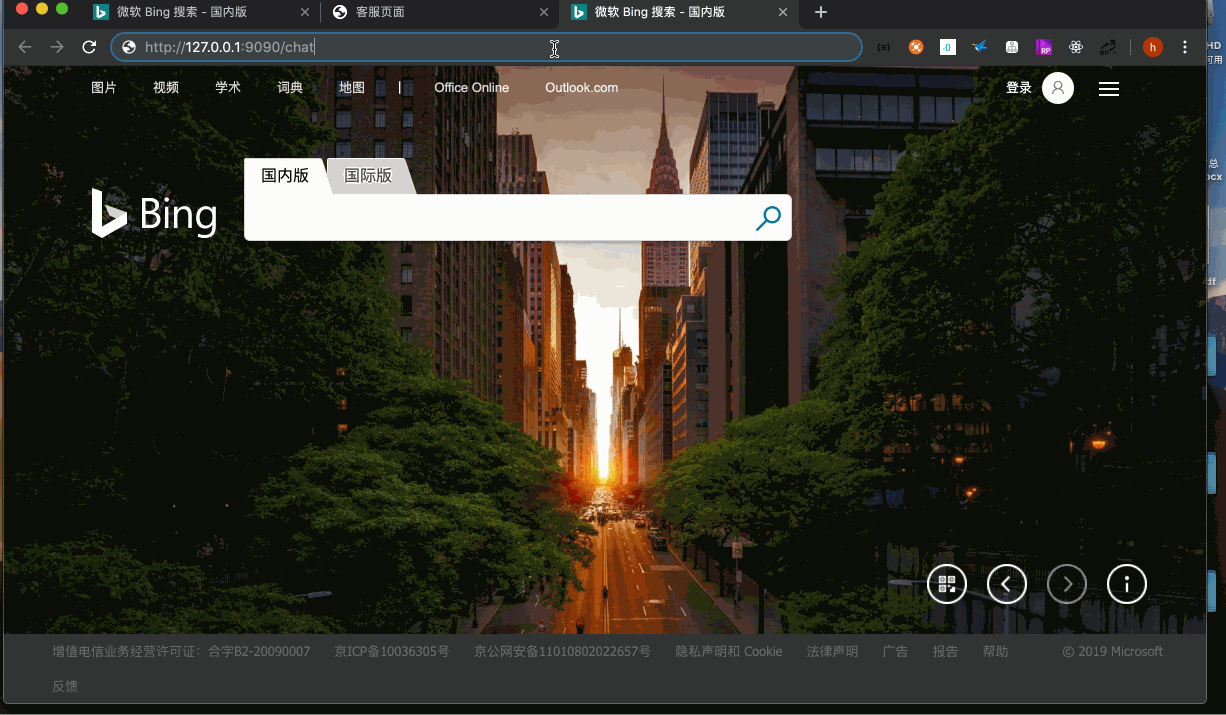 微软 Bing 搜索 - 国内版
客服页面
微软 Bing 搜索 - 国内版
http://127.0.0.1:9090/chat
图片 视频 学术 词典 地图 | Office Online Outlook.com 登录
国内版 国际版
Bing
增值电信业务经营许可证：合字B2-20090007 京ICP备10036305号 京公网安备11010802022657号 隐私声明和 Cookie 法律声明 广告 报告 帮助 © 2019 Microsoft
反馈
h
RP
HD
可用
总